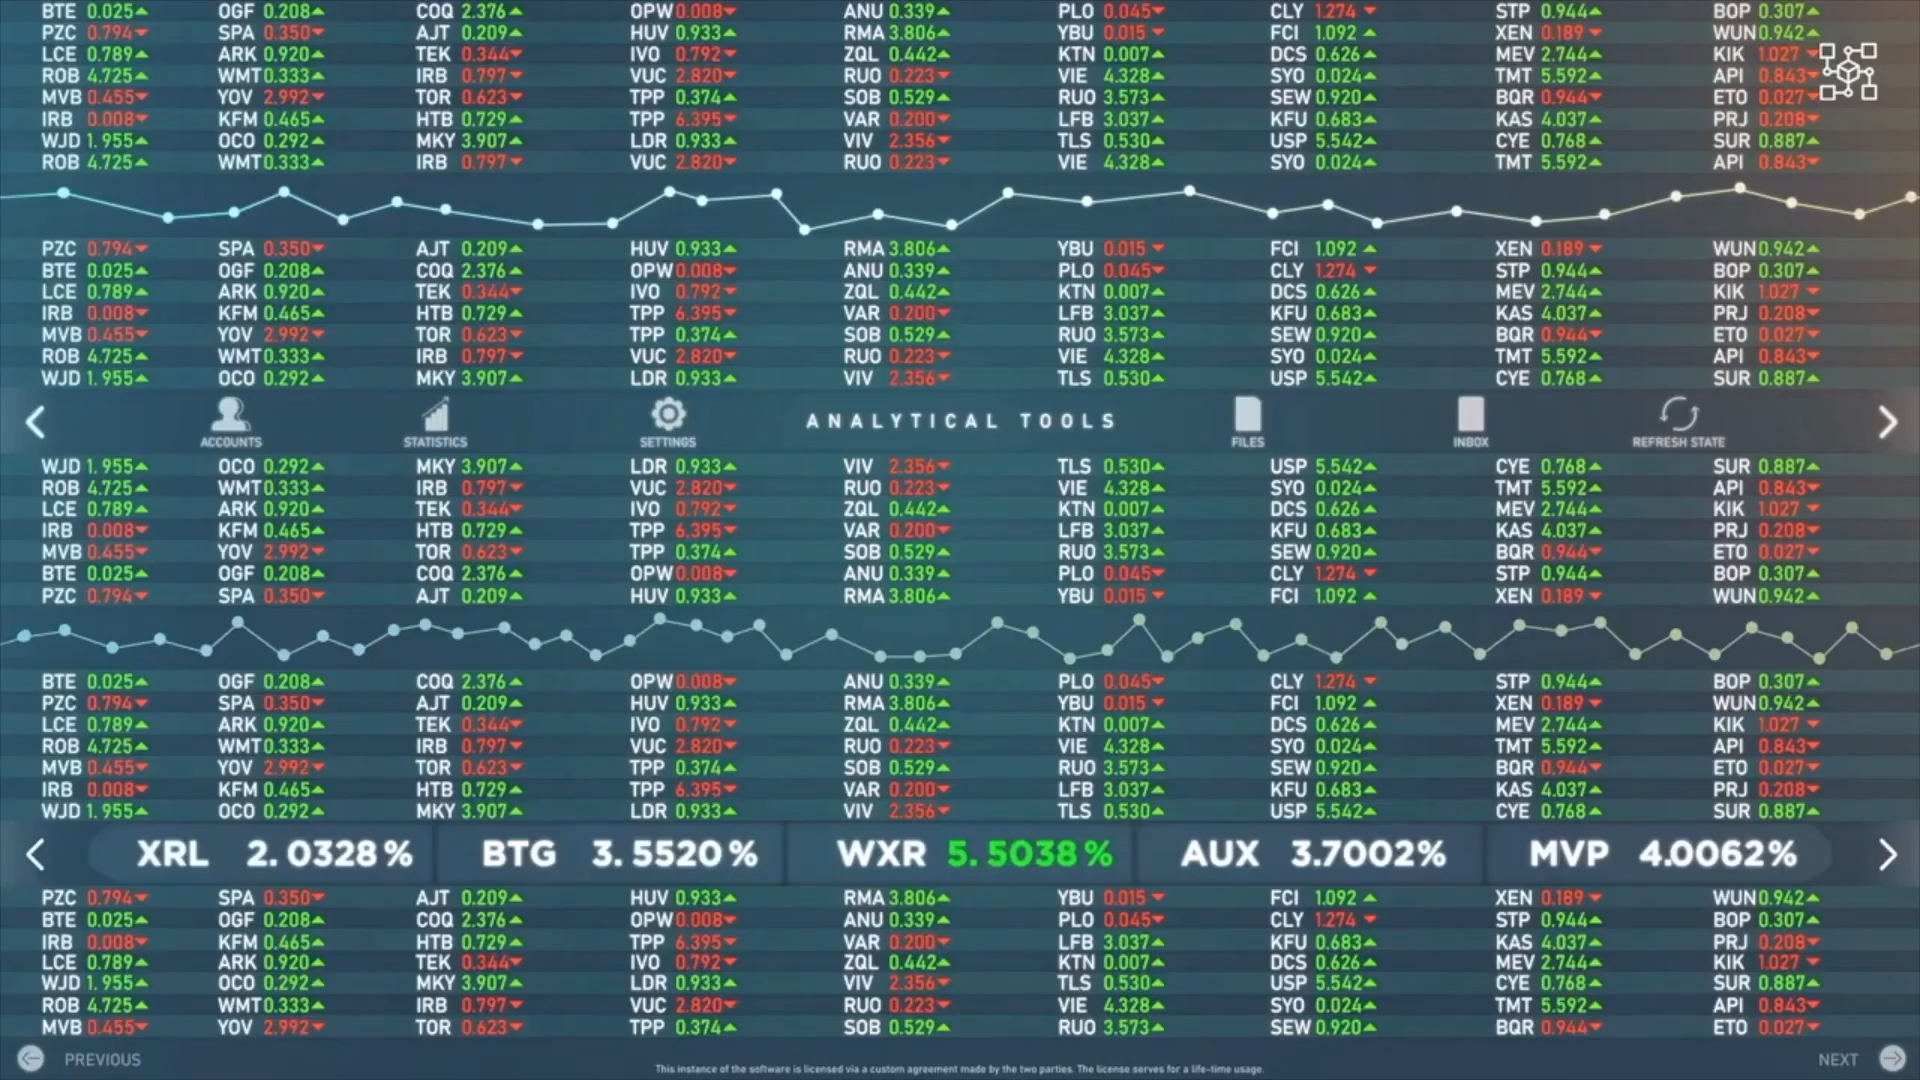 BTE 0.025 OGF 0.208 COQ 2.376 OPW 0.008 ANU 0.339 PLO 0.045 CLY 1.274 STP 0.944 BOP 0.307
PZC 0.794 SPA 0.350 AJT 0.209 HUV 0.933 RMA 3.806 YBU 0.015 FCI 1.092 XEN 0.189 WUN 0.942
LCE 0.789 ARK 0.920 TEK 0.344 IVO 0.792 ZQL 0.442 KTN 0.007 DCS 0.626 MEV 2.744 KIK 1.027
ROB 4.725 WMT 0.333 IRB 0.797 VUC 2.820 RUO 0.223 VIE 4.328 SYO 0.024 TMT 5.592 API 0.843
MVB 0.455 YOV 2.992 TOR 0.623 TPP 0.374 SOB 0.529 RUO 3.573 SEW 0.920 BQR 0.944 ETO 0.027
IRB 0.008 KFM 0.465 HTB 0.729 TPP 6.395 VAR 0.200 LFB 3.037 KFU 0.683 KAS 4.037 PRJ 0.208
WJD 1.955 OCO 0.292 MKY 3.907 LDR 0.933 VIV 2.356 TLS 0.530 USP 5.542 CYE 0.768 SUR 0.887
ROB 4.725 WMT 0.333 IRB 0.797 VUC 2.820 RUO 0.223 VIE 4.328 SYO 0.024 TMT 5.592 API 0.843
PZC 0.794 SPA 0.350 AJT 0.209 HUV 0.933 RMA 3.806 YBU 0.015 FCI 1.092 XEN 0.189 WUN 0.942
BTE 0.025 OGF 0.208 COQ 2.376 OPW 0.008 ANU 0.339 PLO 0.045 CLY 1.274 STP 0.944 BOP 0.307
LCE 0.789 ARK 0.920 TEK 0.344 IVO 0.792 ZQL 0.442 KTN 0.007 DCS 0.626 MEV 2.744 KIK 1.027
IRB 0.008 KFM 0.465 HTB 0.729 TPP 6.395 VAR 0.200 LFB 3.037 KFU 0.683 KAS 4.037 PRJ 0.208
MVB 0.455 YOV 2.992 TOR 0.623 TPP 0.374 SOB 0.529 RUO 3.573 SEW 0.920 BQR 0.944 ETO 0.027
ROB 4.725 WMT 0.333 IRB 0.797 VUC 2.820 RUO 0.223 VIE 4.328 SYO 0.024 TMT 5.592 API 0.843
WJD 1.955 OCO 0.292 MKY 3.907 LDR 0.933 VIV 2.356 TLS 0.530 USP 5.542 CYE 0.768 SUR 0.887
ACCOUNTS STATISTICS SETTINGS ANALYTICAL TOOLS FILES INBOX REFRESH STATE
WJD 1.955 OCO 0.292 MKY 3.907 LDR 0.933 VIV 2.356 TLS 0.530 USP 5.542 CYE 0.768 SUR 0.887
ROB 4.725 WMT 0.333 IRB 0.797 VUC 2.820 RUO 0.223 VIE 4.328 SYO 0.024 TMT 5.592 API 0.843
LCE 0.789 ARK 0.920 TEK 0.344 IVO 0.792 ZQL 0.442 KTN 0.007 DCS 0.626 MEV 2.744 KIK 1.027
IRB 0.008 KFM 0.465 HTB 0.729 TPP 6.395 VAR 0.200 LFB 3.037 KFU 0.683 KAS 4.037 PRJ 0.208
MVB 0.455 YOV 2.992 TOR 0.623 TPP 0.374 SOB 0.529 RUO 3.573 SEW 0.920 BQR 0.944 ETO 0.027
BTE 0.025 OGF 0.208 COQ 2.376 OPW 0.008 ANU 0.339 PLO 0.045 CLY 1.274 STP 0.944 BOP 0.307
PZC 0.794 SPA 0.350 AJT 0.209 HUV 0.933 RMA 3.806 YBU 0.015 FCI 1.092 XEN 0.189 WUN 0.942
BTE 0.025 OGF 0.208 COQ 2.376 OPW 0.008 ANU 0.339 PLO 0.045 CLY 1.274 STP 0.944 BOP 0.307
PZC 0.794 SPA 0.350 AJT 0.209 HUV 0.933 RMA 3.806 YBU 0.015 FCI 1.092 XEN 0.189 WUN 0.942
LCE 0.789 ARK 0.920 TEK 0.344 IVO 0.792 ZQL 0.442 KTN 0.007 DCS 0.626 MEV 2.744 KIK 1.027
ROB 4.725 WMT 0.333 IRB 0.797 VUC 2.820 RUO 0.223 VIE 4.328 SYO 0.024 TMT 5.592 API 0.843
MVB 0.455 YOV 2.992 TOR 0.623 TPP 0.374 SOB 0.529 RUO 3.573 SEW 0.920 BQR 0.944 ETO 0.027
IRB 0.008 KFM 0.465 HTB 0.729 TPP 6.395 VAR 0.200 LFB 3.037 KFU 0.683 KAS 4.037 PRJ 0.208
WJD 1.955 OCO 0.292 MKY 3.907 LDR 0.933 VIV 2.356 TLS 0.530 USP 5.542 CYE 0.768 SUR 0.887
XRL 2.0328% BTG 3.5520% WXR 5.5038% AUX 3.7002% MVP 4.0062%
PZC 0.794 SPA 0.350 AJT 0.209 HUV 0.933 RMA 3.806 YBU 0.015 FCI 1.092 XEN 0.189 WUN 0.942
BTE 0.025 OGF 0.208 COQ 2.376 OPW 0.008 ANU 0.339 PLO 0.045 CLY 1.274 STP 0.944 BOP 0.307
IRB 0.008 KFM 0.465 HTB 0.729 TPP 6.395 VAR 0.200 LFB 3.037 KFU 0.683 KAS 4.037 PRJ 0.208
LCE 0.789 ARK 0.920 TEK 0.344 IVO 0.792 ZQL 0.442 KTN 0.007 DCS 0.626 MEV 2.744 KIK 1.027
WJD 1.955 OCO 0.292 MKY 3.907 LDR 0.933 VIV 2.356 TLS 0.530 USP 5.542 CYE 0.768 SUR 0.887
ROB 4.725 WMT 0.333 IRB 0.797 VUC 2.820 RUO 0.223 VIE 4.328 SYO 0.024 TMT 5.592 API 0.843
MVB 0.455 YOV 2.992 TOR 0.623 TPP 0.374 SOB 0.529 RUO 3.573 SEW 0.920 BQR 0.944 ETO 0.027
PREVIOUS NEXT
This instance of the software is licensed via a custom agreement made by the two parties. The license serves for a life-time usage.